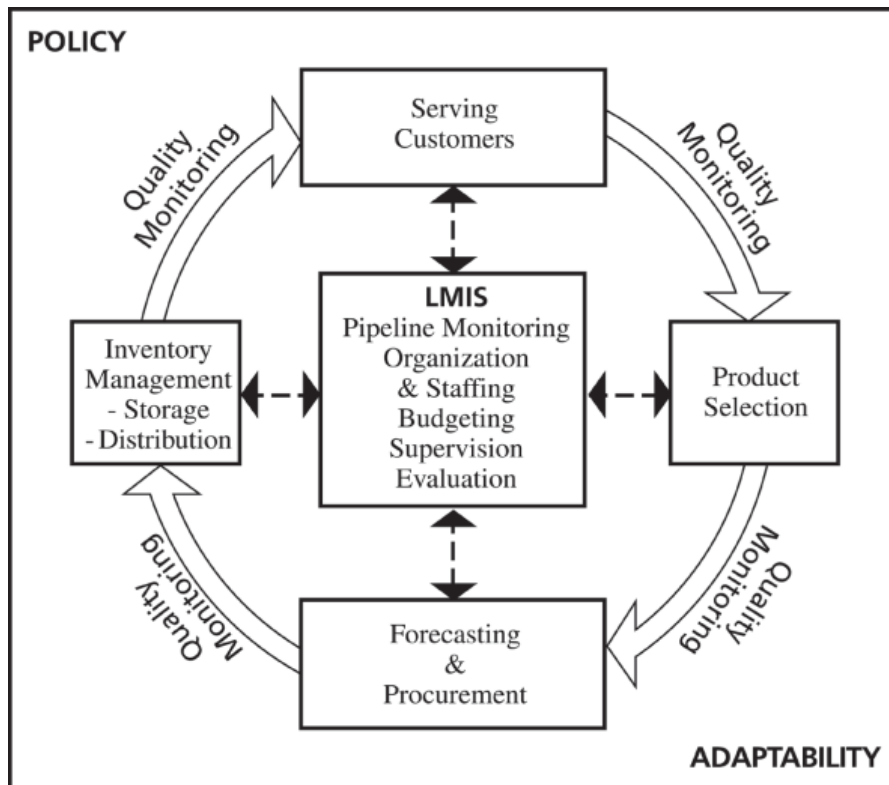 POLICY
Serving
Customers
Quality
Monitoring
Quality
Monitoring
LMIS
Pipeline Monitoring
Organization
& Staffing
Budgeting
Supervision
Evaluation
Inventory
Management
- Storage
- Distribution
Product
Selection
Quality
Monitoring
Quality
Monitoring
Forecasting
&
Procurement
ADAPTABILITY